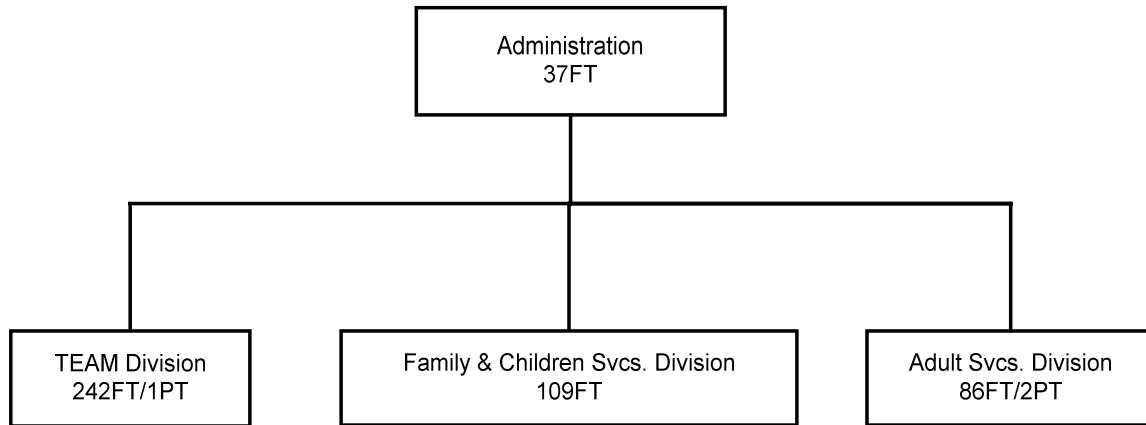 Administration
37FT
TEAM Division
242FT/1PT
Family & Children Svcs. Division
109FT
Adult Svcs. Division
86FT/2PT